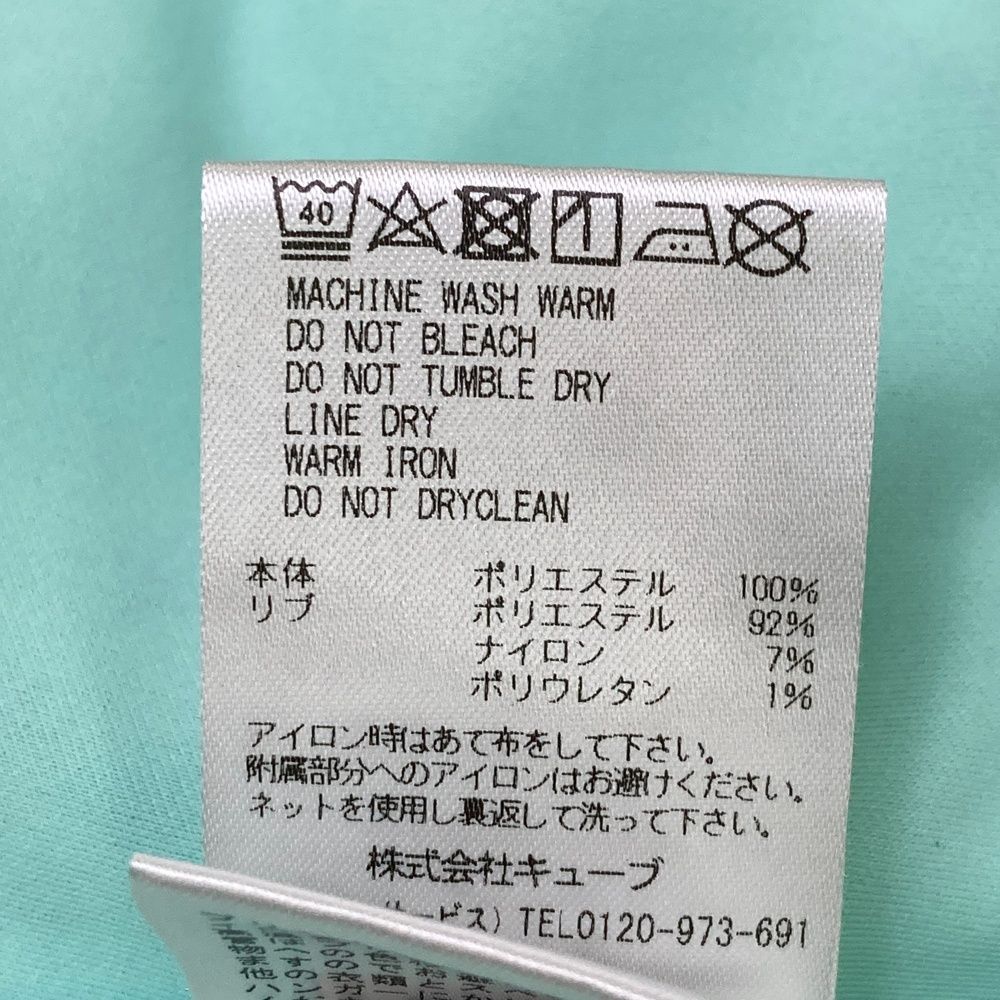 40
MACHINE WASH WARM
DO NOT BLEACH
DO NOT TUMBLE DRY
LINE DRY
WARM IRON
DO NOT DRYCLEAN
本体 ポリエステル 100%
リブ ポリエステル 92%
ナイロン 7%
ポリウレタン 1%
アイロン時はあて布をして下さい。
附属部分へのアイロンはお避けください。
ネットを使用し裏返して洗って下さい。
株式会社キューブ
サービス) TEL0120-973-691